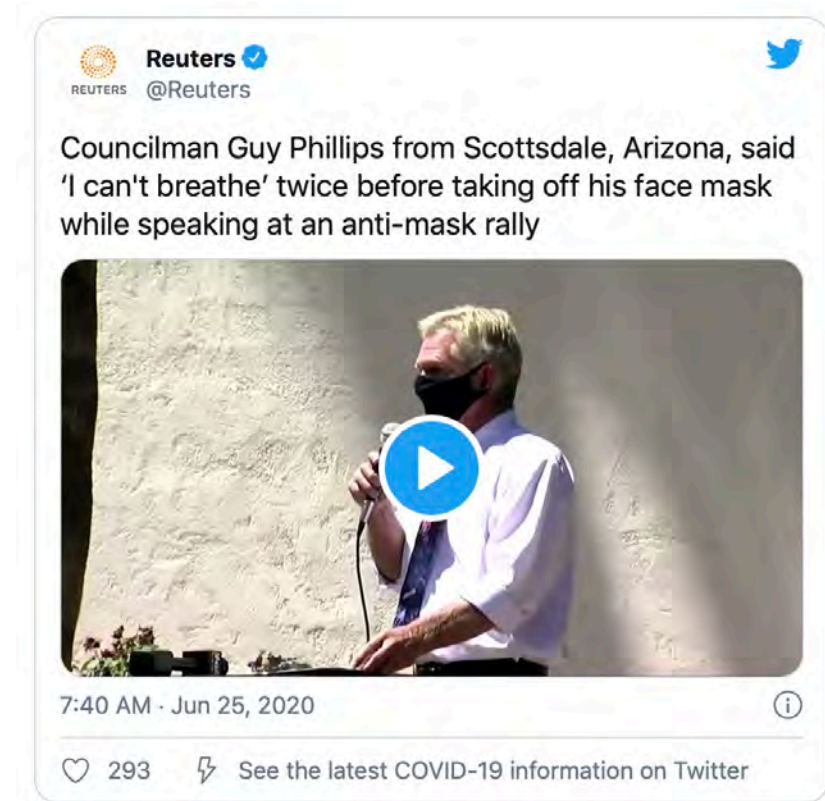 Reuters
REUTERS
@Reuters
Councilman Guy Phillips from Scottsdale, Arizona, said
‘I can't breathe’ twice before taking off his face mask
while speaking at an anti-mask rally
7:40 AM · Jun 25, 2020
293
See the latest COVID-19 information on Twitter